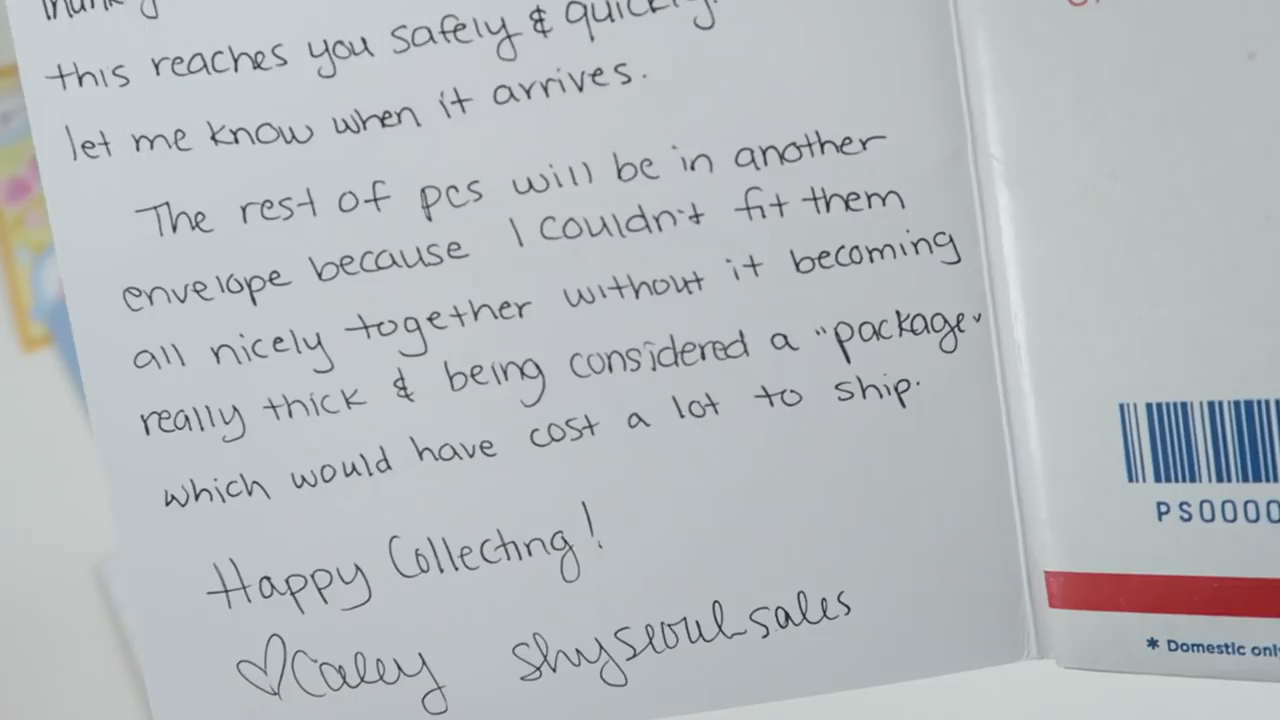 this reaches you safely & quickly.
let me know when it arrives.
The rest of pcs will be in another
envelope because I couldn't fit them
all nicely together without it becoming
really thick & being considered a "package"
which would have cost a lot to ship.
Happy Collecting!
♡Caley shyseoulsales
PS0000
* Domestic only